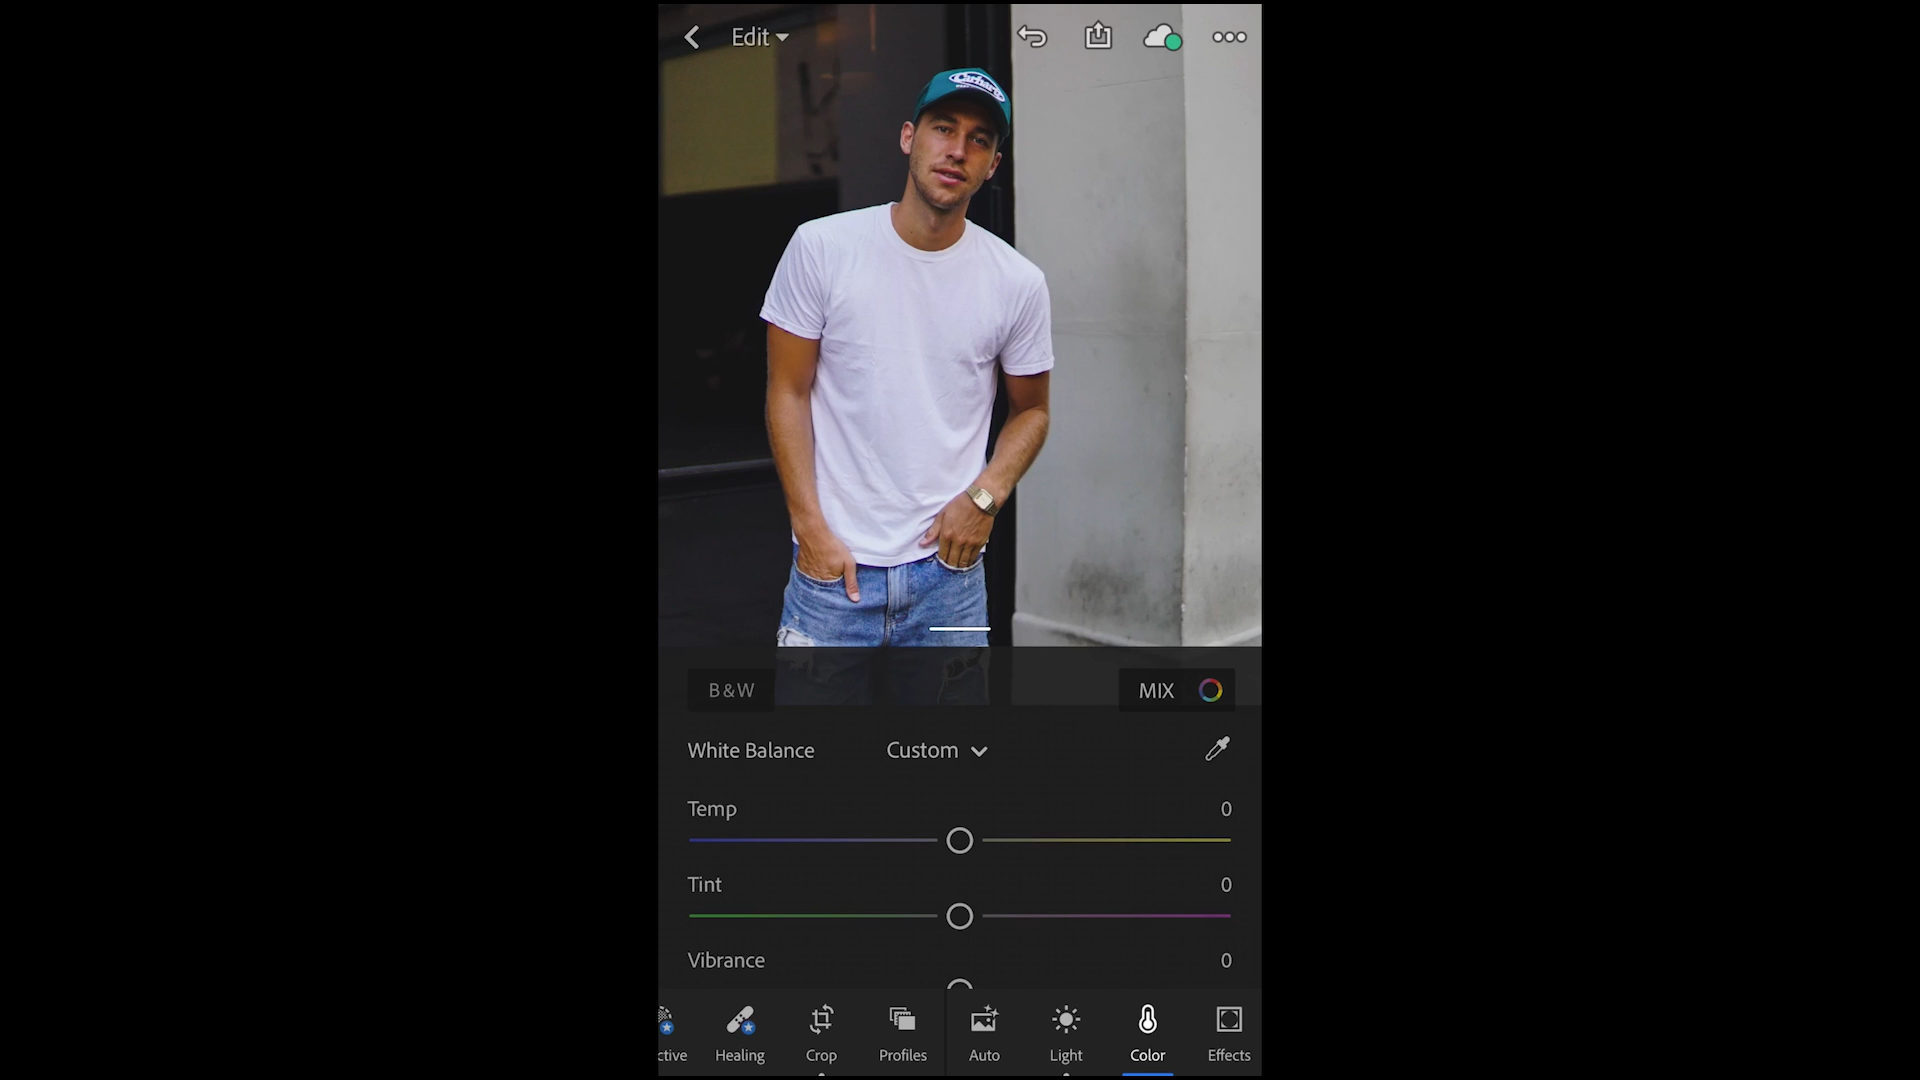 Edit
Carhartt
B&W
MIX
White Balance
Custom
Temp
0
Tint
0
Vibrance
0
ctive
Healing
Crop
Profiles
Auto
Light
Color
Effects